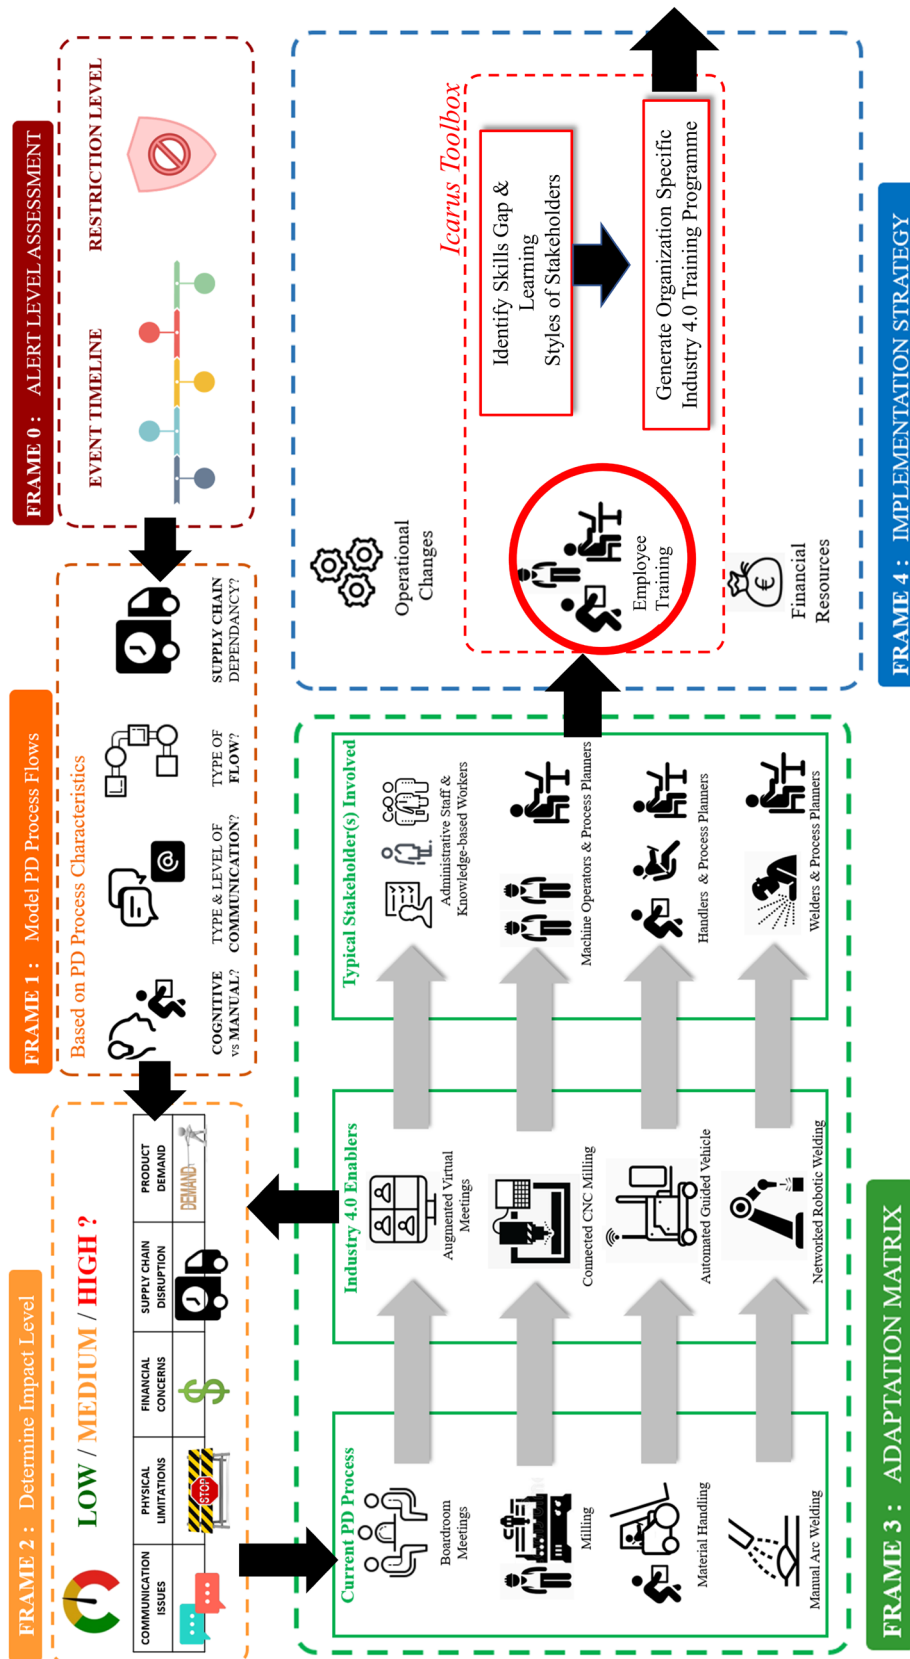 FRAME 0 : ALERT LEVEL ASSESSMENT
EVENT TIMELINE
RESTRICTION LEVEL
FRAME 1 : Model PD Process Flows
Based on PD Process Characteristics
COGNITIVE
vs MANUAL?
TYPE & LEVEL OF
COMMUNICATION?
TYPE OF
FLOW?
SUPPLY CHAIN
DEPENDANCY?
FRAME 2 : Determine Impact Level
LOW / MEDIUM / HIGH ?
COMMUNICATION
ISSUES
PHYSICAL
LIMITATIONS
STOP
FINANCIAL
CONCERNS
$
SUPPLY CHAIN
DISRUPTION
PRODUCT
DEMAND
DEMAND
Current PD Process
Boardroom
Meetings
Milling
Material Handling
Manual Arc Welding
Industry 4.0 Enablers
Augmented Virtual
Meetings
Connected CNC Milling
Automated Guided Vehicle
Networked Robotic Welding
Typical Stakeholder(s) Involved
Administrative Staff &
Knowledge-based Workers
Machine Operators & Process Planners
Handlers & Process Planners
Welders & Process Planners
FRAME 3 : ADAPTATION MATRIX
Operational
Changes
Employee
Training
€
Financial
Resources
Icarus Toolbox
Identify Skills Gap &
Learning
Styles of Stakeholders
Generate Organization Specific
Industry 4.0 Training Programme
FRAME 4 : IMPLEMENTATION STRATEGY
@